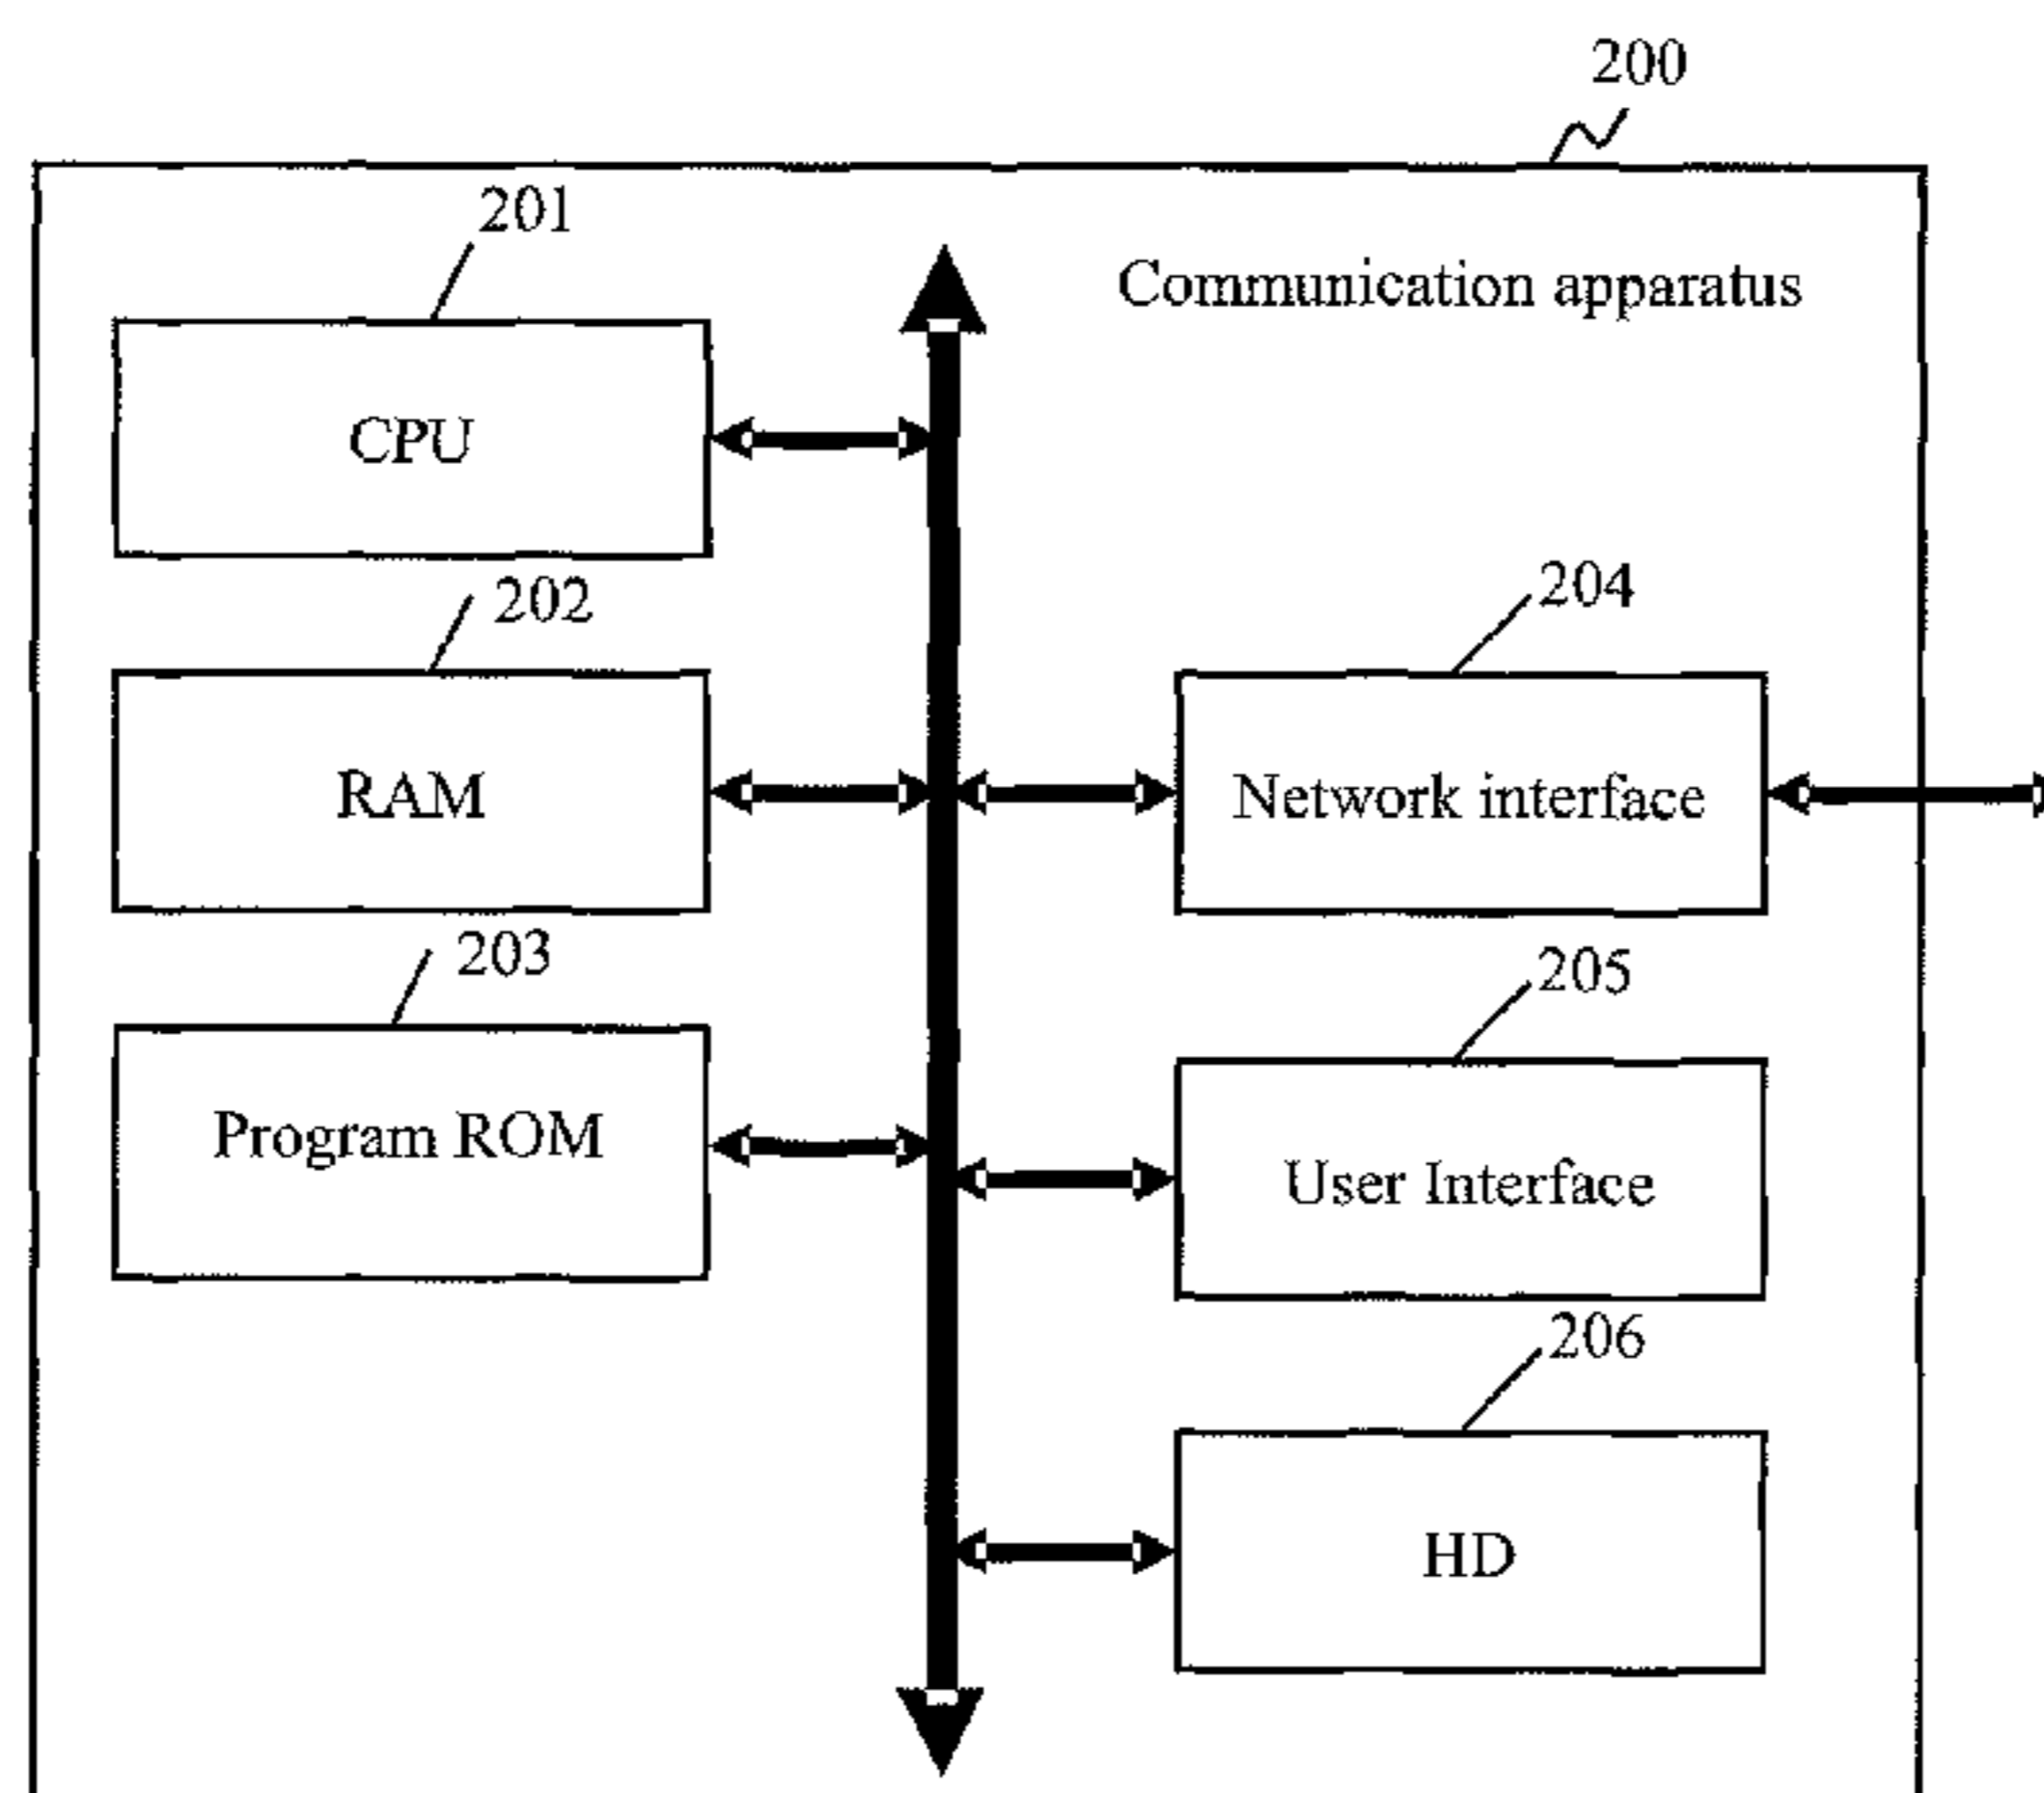 200
201
Communication apparatus
CPU
202
204
RAM
Network interface
203
205
Program ROM
User Interface
206
HD